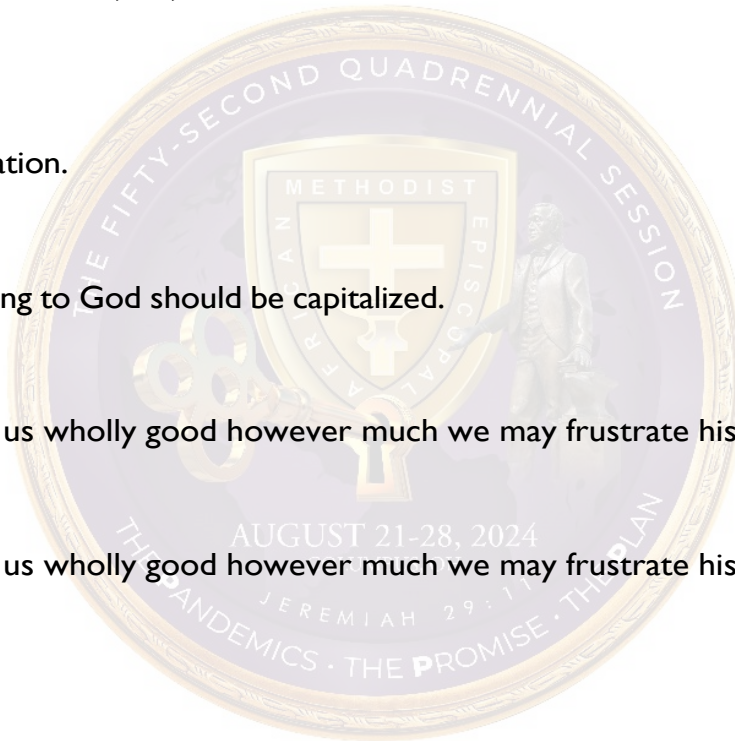 ation.
ng to God should be capitalized.
us wholly good however much we may frustrate his
us wholly good however much we may frustrate his
THE FIFTY-SECOND QUADRENNIAL SESSION
METHODIST
AFRICAN
EPISCOPAL
AUGUST 21-28, 2024
COLUMBUS, OH
JEREMIAH 29:11
THE PANDEMICS · THE PROMISE · THE PLAN